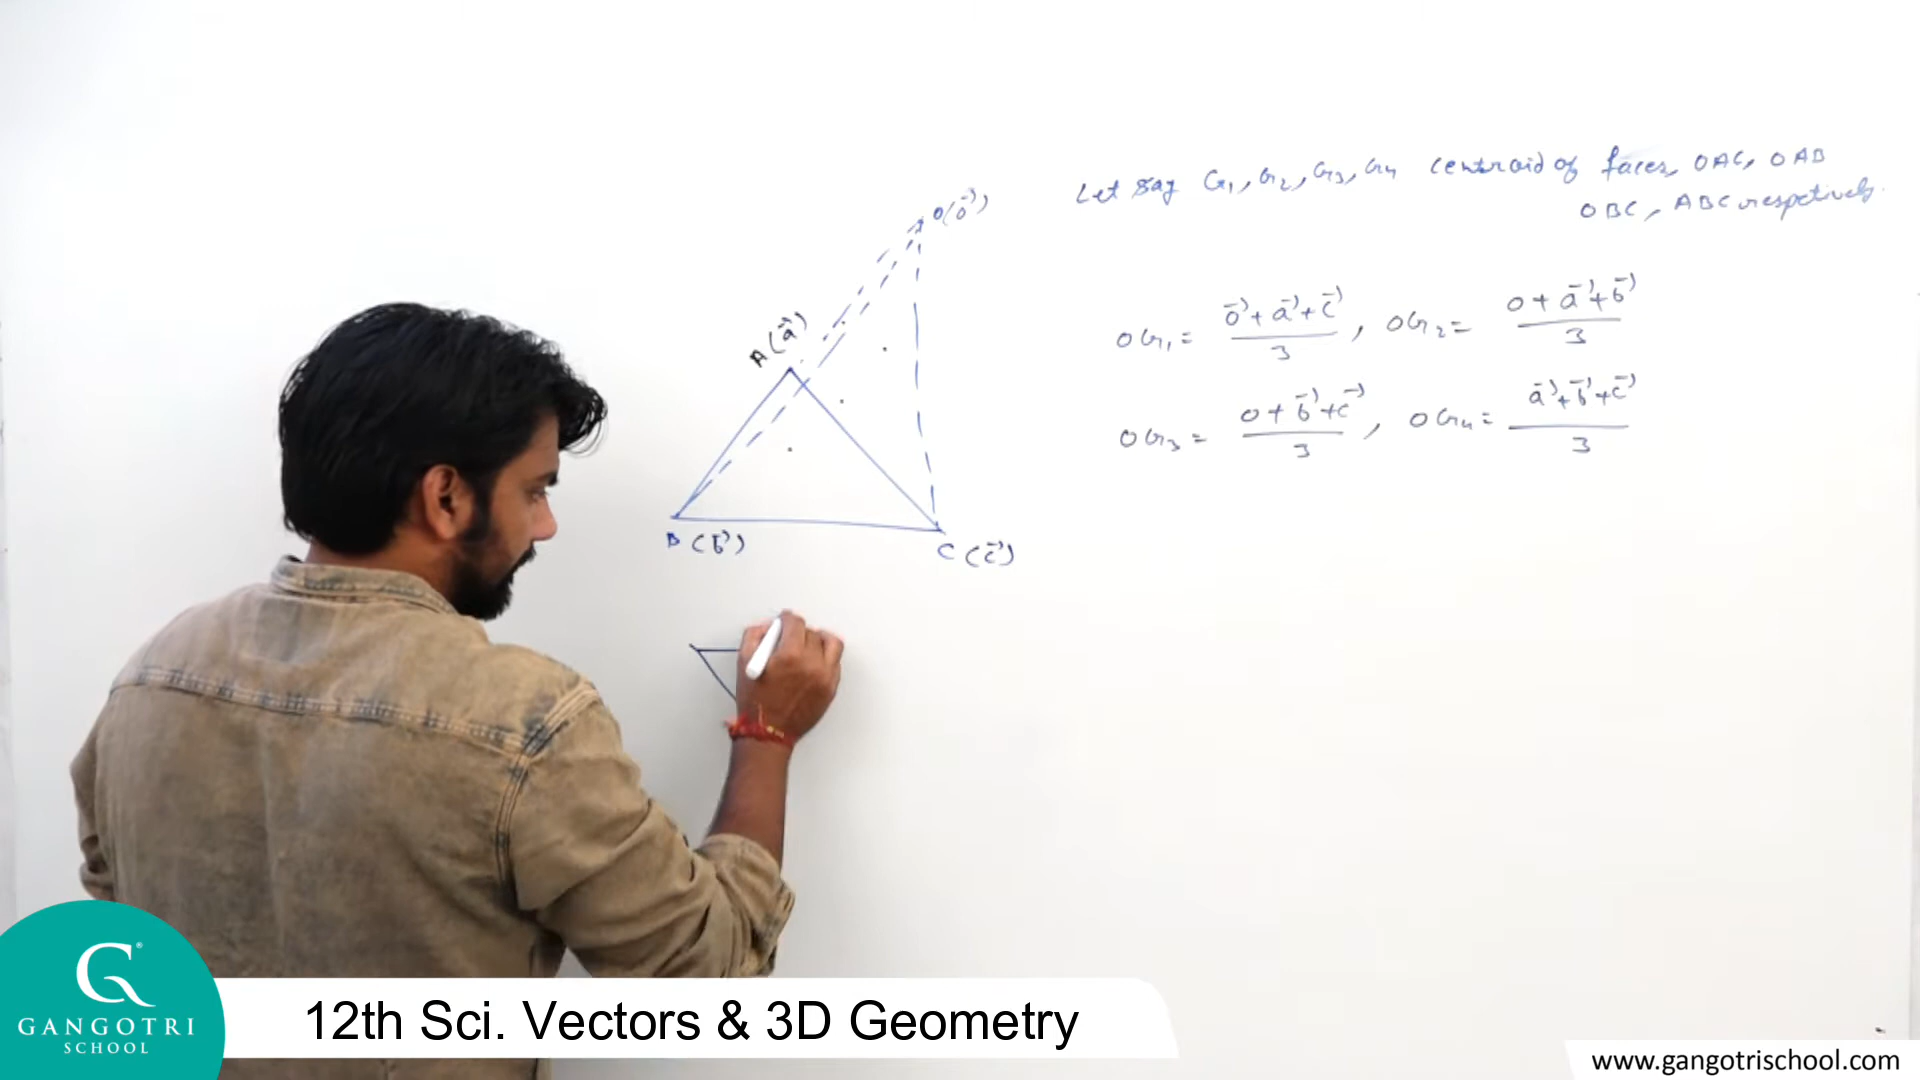 Let say G₁, G₂, G₃, G₄ centroid of faces, OAC, OAB
OBC, ABC respetively.
O(o⃗)
A(a⃗)
B(b⃗)
C(c⃗)
OG₁ = (o⃗ + a⃗ + c⃗)/3, OG₂ = (O + a⃗ + b⃗)/3
OG₃ = (O + b⃗ + c⃗)/3, OG₄ = (a⃗ + b⃗ + c⃗)/3
GANGOTRI
SCHOOL
12th Sci. Vectors & 3D Geometry
www.gangotrischool.com